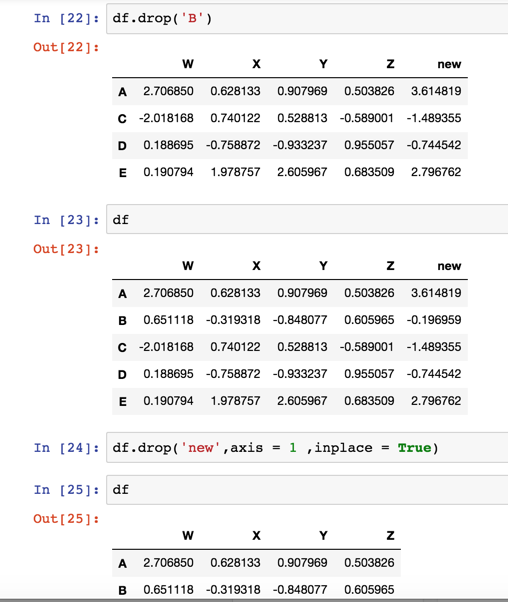 In [22]: df.drop('B')
Out[22]:
W X Y Z new
A 2.706850 0.628133 0.907969 0.503826 3.614819
C -2.018168 0.740122 0.528813 -0.589001 -1.489355
D 0.188695 -0.758872 -0.933237 0.955057 -0.744542
E 0.190794 1.978757 2.605967 0.683509 2.796762
In [23]: df
Out[23]:
W X Y Z new
A 2.706850 0.628133 0.907969 0.503826 3.614819
B 0.651118 -0.319318 -0.848077 0.605965 -0.196959
C -2.018168 0.740122 0.528813 -0.589001 -1.489355
D 0.188695 -0.758872 -0.933237 0.955057 -0.744542
E 0.190794 1.978757 2.605967 0.683509 2.796762
In [24]: df.drop('new',axis = 1 ,inplace = True)
In [25]: df
Out[25]:
W X Y Z
A 2.706850 0.628133 0.907969 0.503826
B 0.651118 -0.319318 -0.848077 0.605965